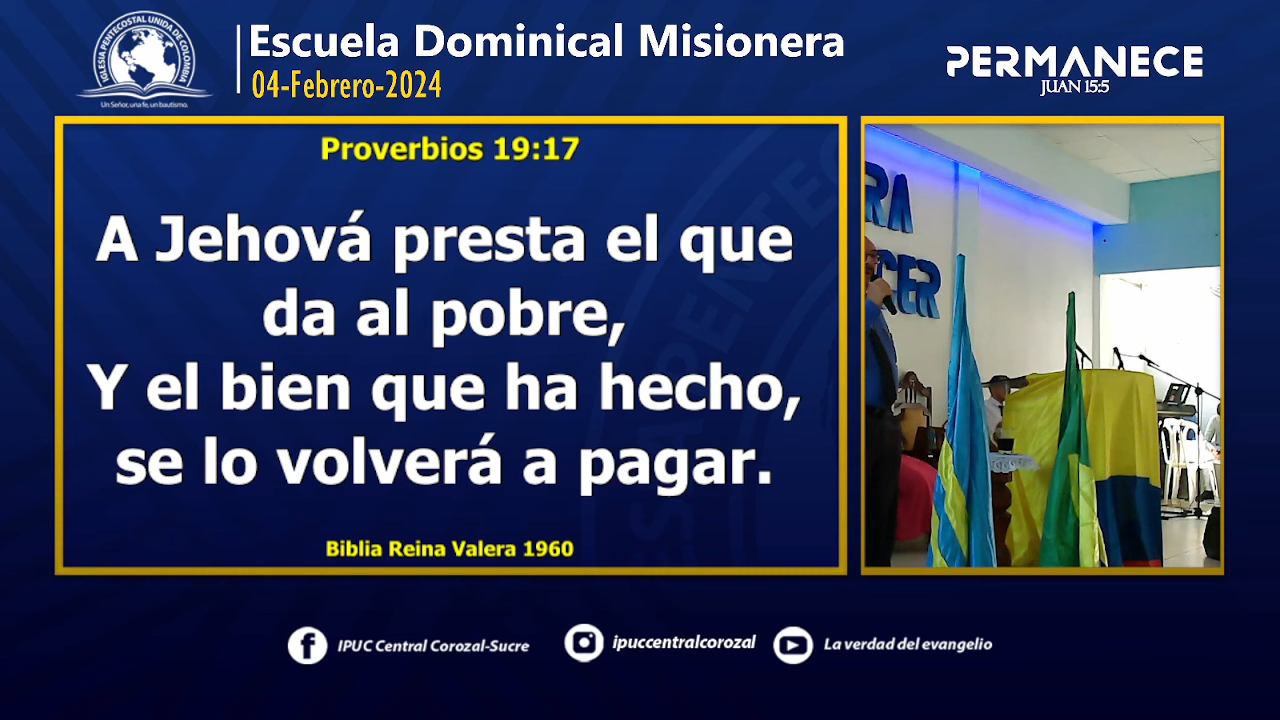 IGLESIA PENTECOSTAL UNIDA DE COLOMBIA
Un Señor, una fe, un bautismo.
Escuela Dominical Misionera
04-Febrero-2024
PERMANECE
JUAN 15:5
Proverbios 19:17
A Jehová presta el que
da al pobre,
Y el bien que ha hecho,
se lo volverá a pagar.
Biblia Reina Valera 1960
IPUC Central Corozal-Sucre
ipuccentralcorozal
La verdad del evangelio